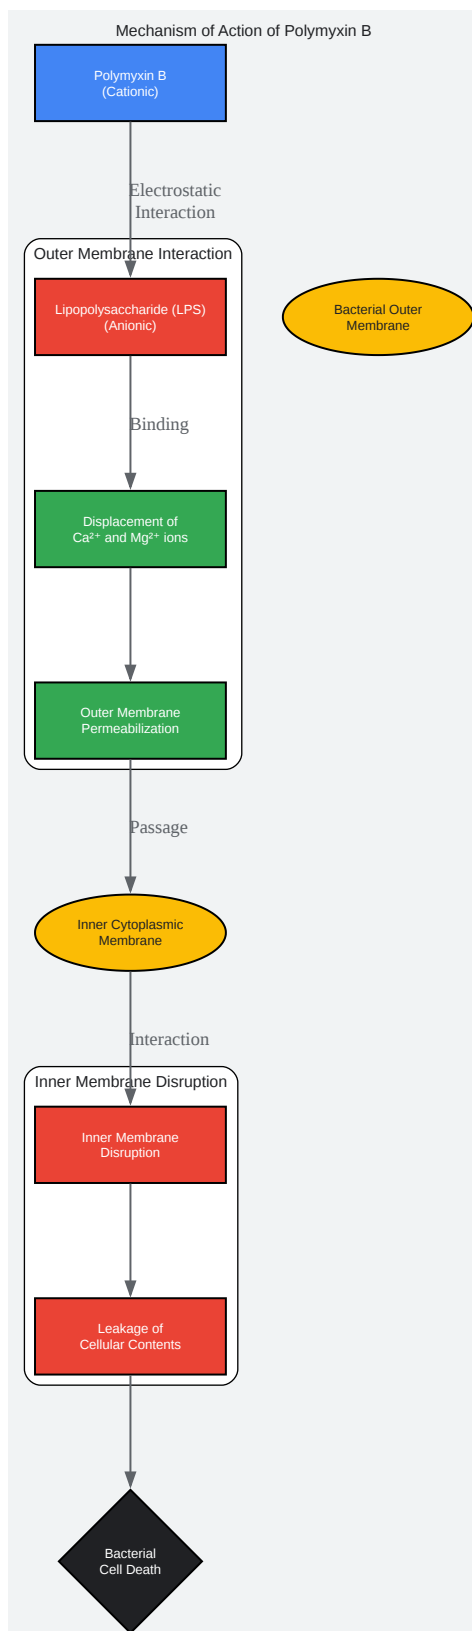 Mechanism of Action of Polymyxin B
Polymyxin B
(Cationic)
Electrostatic
Interaction
Outer Membrane Interaction
Lipopolysaccharide (LPS)
(Anionic)
Bacterial Outer
Membrane
Binding
Displacement of
Ca²⁺ and Mg²⁺ ions
Outer Membrane
Permeabilization
Passage
Inner Cytoplasmic
Membrane
Interaction
Inner Membrane Disruption
Inner Membrane
Disruption
Leakage of
Cellular Contents
Bacterial
Cell Death